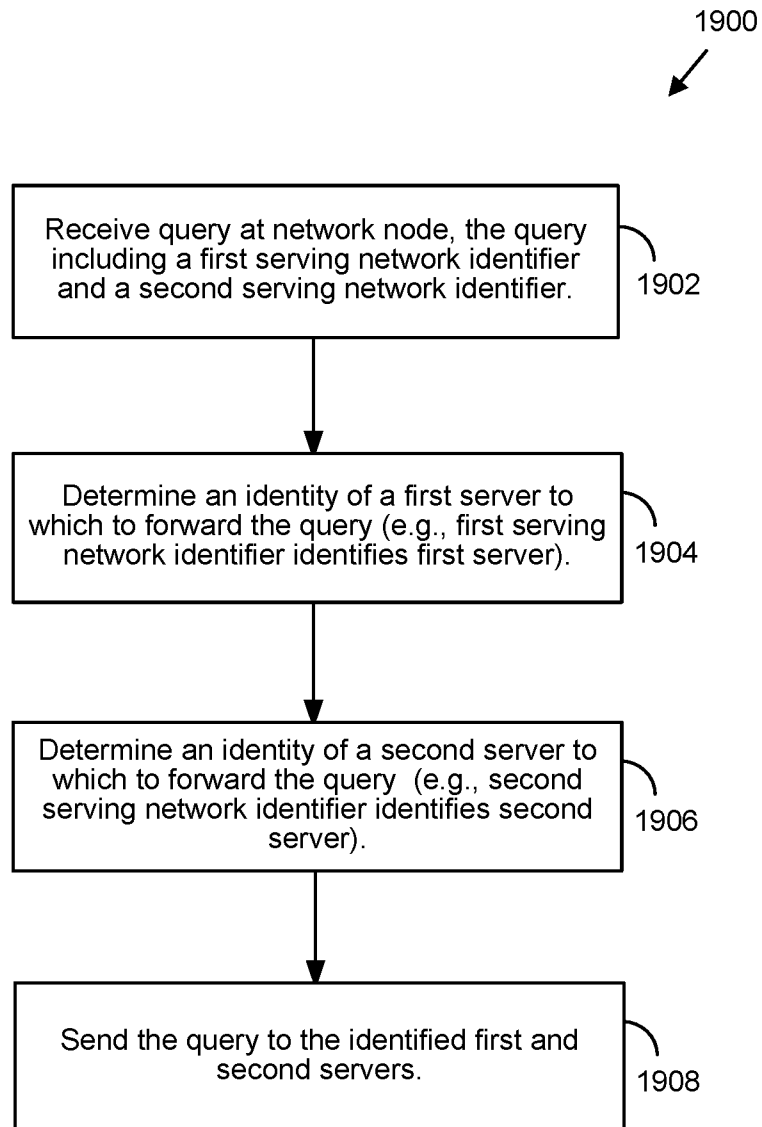 1900
Receive query at network node, the query
including a first serving network identifier
and a second serving network identifier.
1902
Determine an identity of a first server to
which to forward the query (e.g., first serving
network identifier identifies first server).
1904
Determine an identity of a second server to
which to forward the query (e.g., second
serving network identifier identifies second
server).
1906
Send the query to the identified first and
second servers.
1908